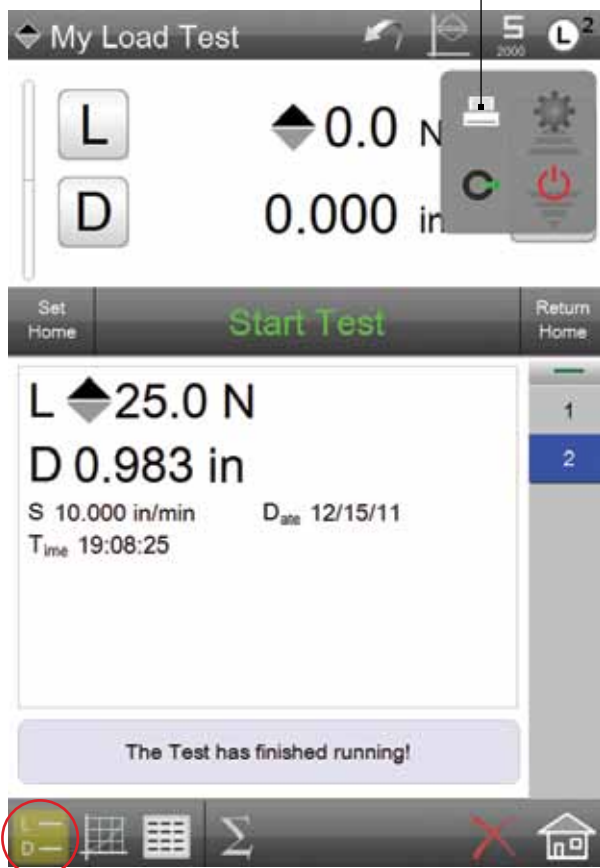 My Load Test 5 2000 L 2
L 0.0 N
D 0.000 in
Set Home Start Test Return Home
L 25.0 N
1
D 0.983 in
2
S 10.000 in/min Date 12/15/11
Time 19:08:25
The Test has finished running!
L
D
Σ